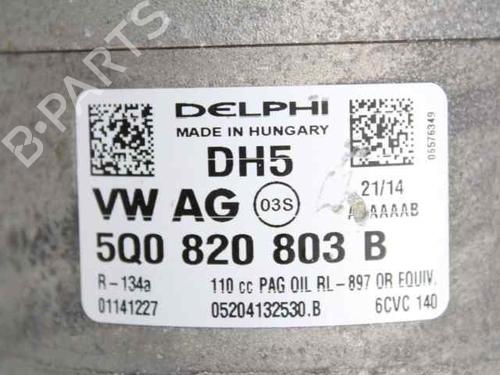 B-PARTS
DELPHI
MADE IN HUNGARY
DH5
VW AG 03S
21/14
AAAAAB
5Q0 820 803 B
R-134a 110 cc PAG OIL RL-897 OR EQUIV.
01141227 05204132530.B 6CVC 140
05576349